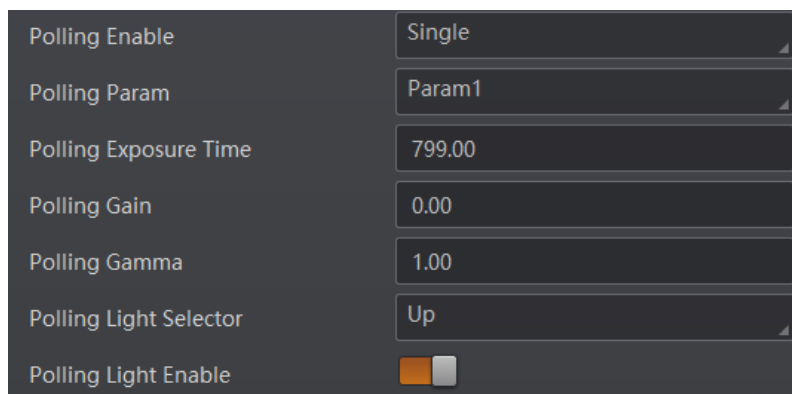 Polling Enable Single
Polling Param Param1
Polling Exposure Time 799.00
Polling Gain 0.00
Polling Gamma 1.00
Polling Light Selector Up
Polling Light Enable